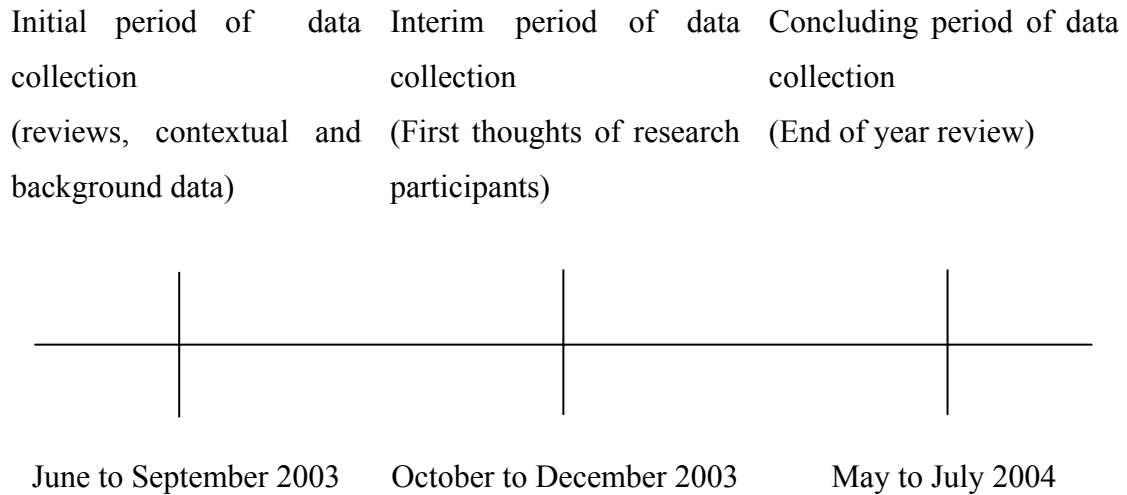 Initial period of data
collection
(reviews, contextual and
background data)
Interim period of data
collection
(First thoughts of research
participants)
Concluding period of data
collection
(End of year review)
June to September 2003
October to December 2003
May to July 2004